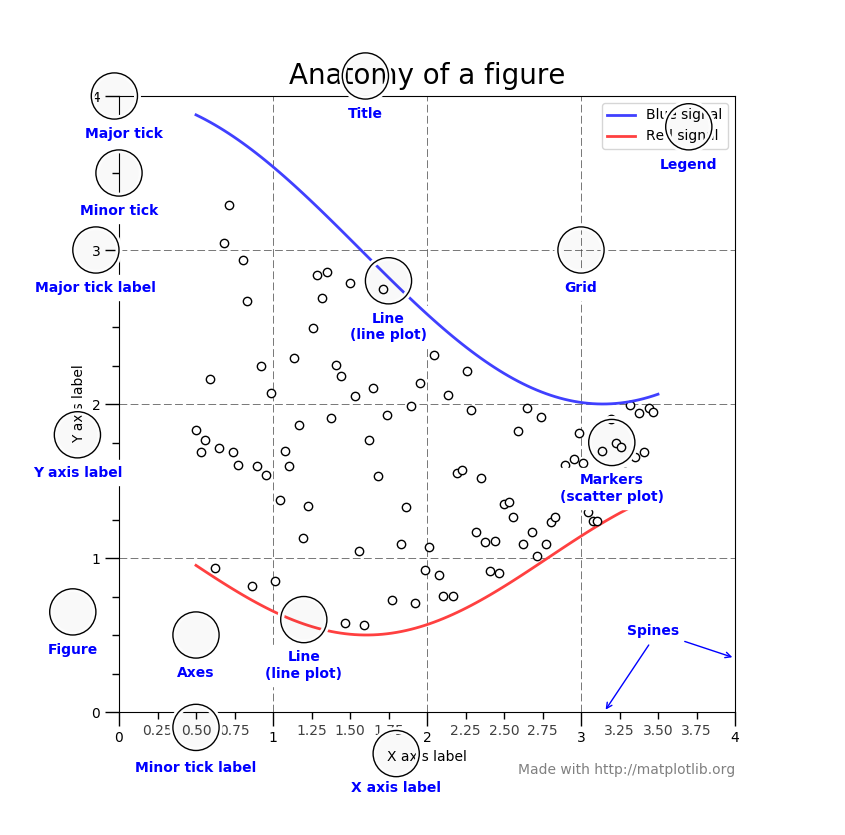 Anatomy of a figure
Title
4
Major tick
Blue signal
Red signal
Legend
Minor tick
3
Major tick label
Grid
Line
(line plot)
2
Y axis label
Y axis label
Markers
(scatter plot)
1
Figure
Axes
Line
(line plot)
Spines
0
0 0.25 0.50 0.75 1 1.25 1.50 1.75 2 2.25 2.50 2.75 3 3.25 3.50 3.75 4
Minor tick label
X axis label
X axis label
Made with http://matplotlib.org